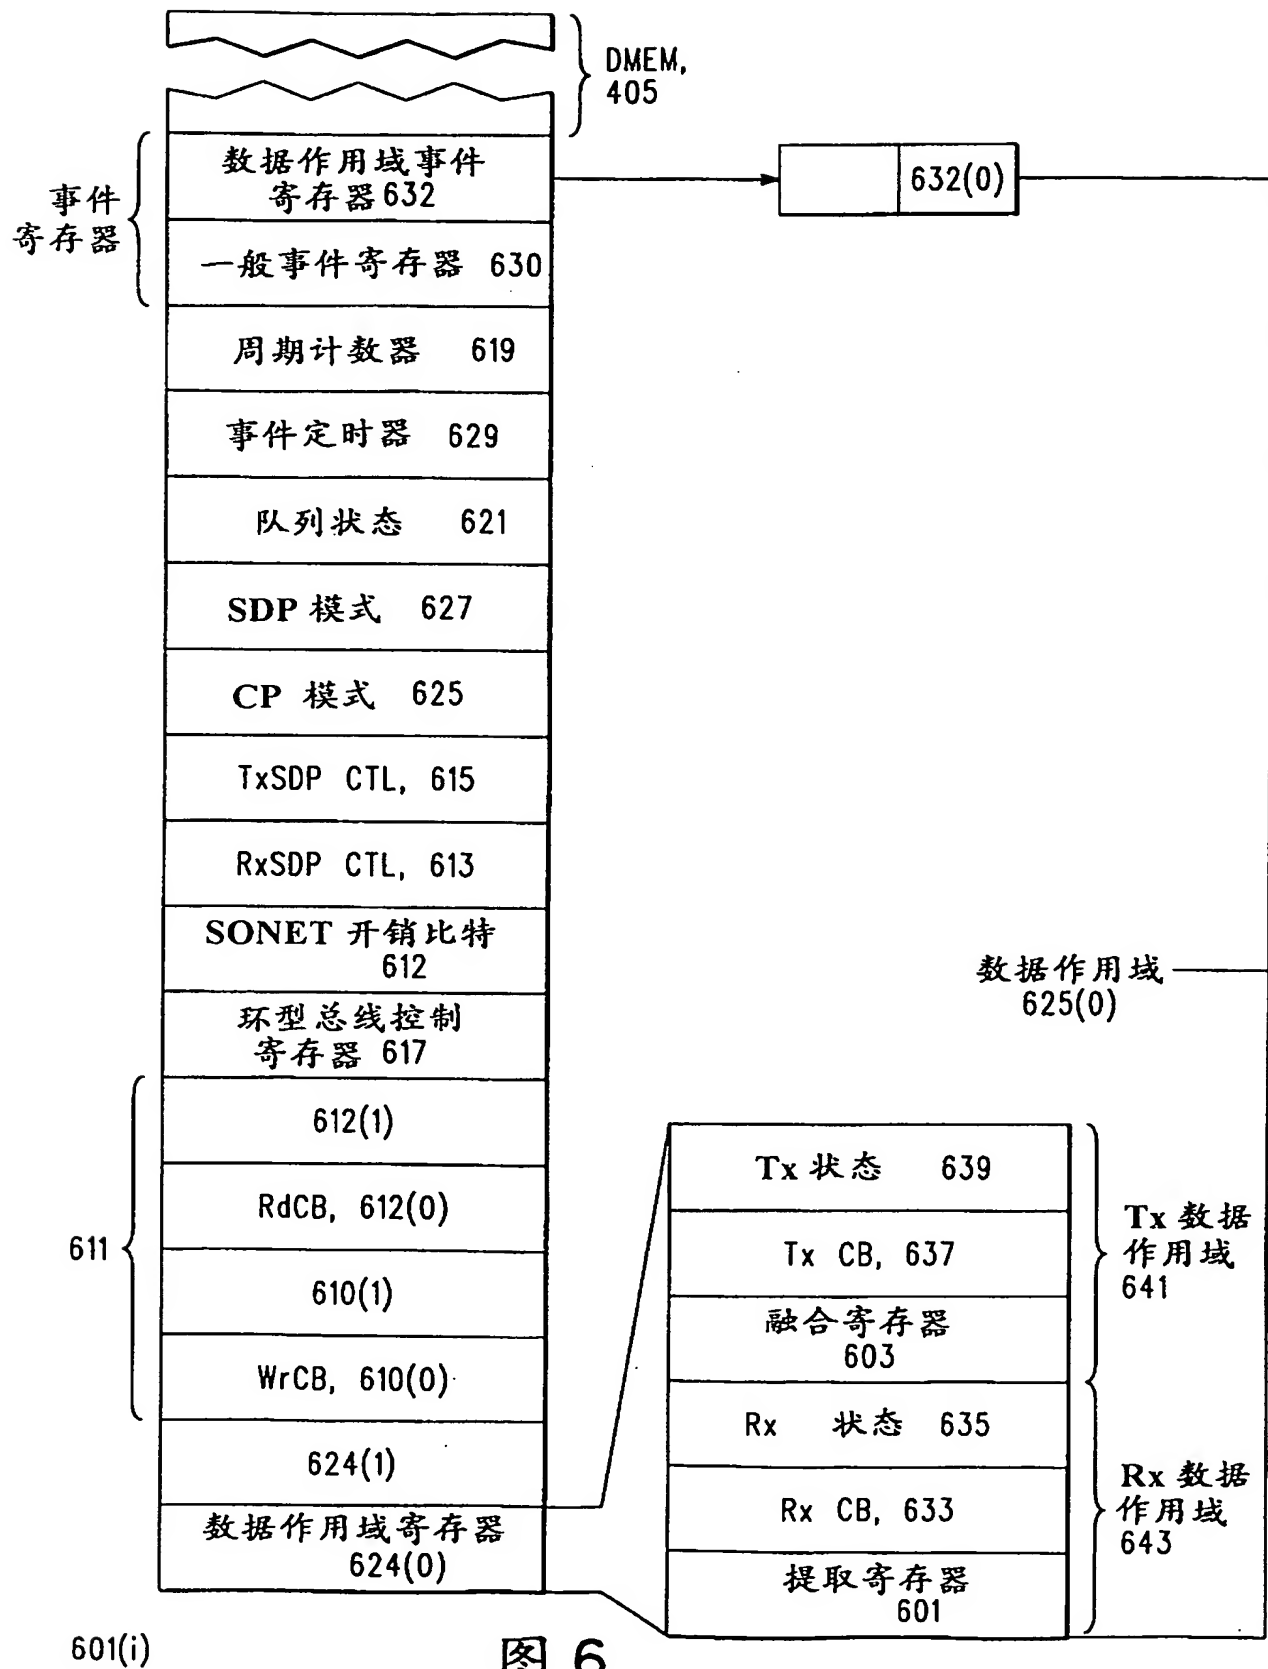 DMEM,
405
事件
寄存器
数据作用域事件
寄存器632
632(0)
一般事件寄存器 630
周期计数器 619
事件定时器 629
队列状态 621
SDP 模式 627
CP 模式 625
TxSDP CTL, 615
RxSDP CTL, 613
SONET 开销比特
612
环型总线控制
寄存器 617
数据作用域
625(0)
611
612(1)
RdCB, 612(0)
610(1)
WrCB, 610(0)
624(1)
数据作用域寄存器
624(0)
Tx 状态 639
Tx CB, 637
融合寄存器
603
Tx 数据
作用域
641
Rx 状态 635
Rx CB, 633
提取寄存器
601
Rx 数据
作用域
643
601(i)
图 6